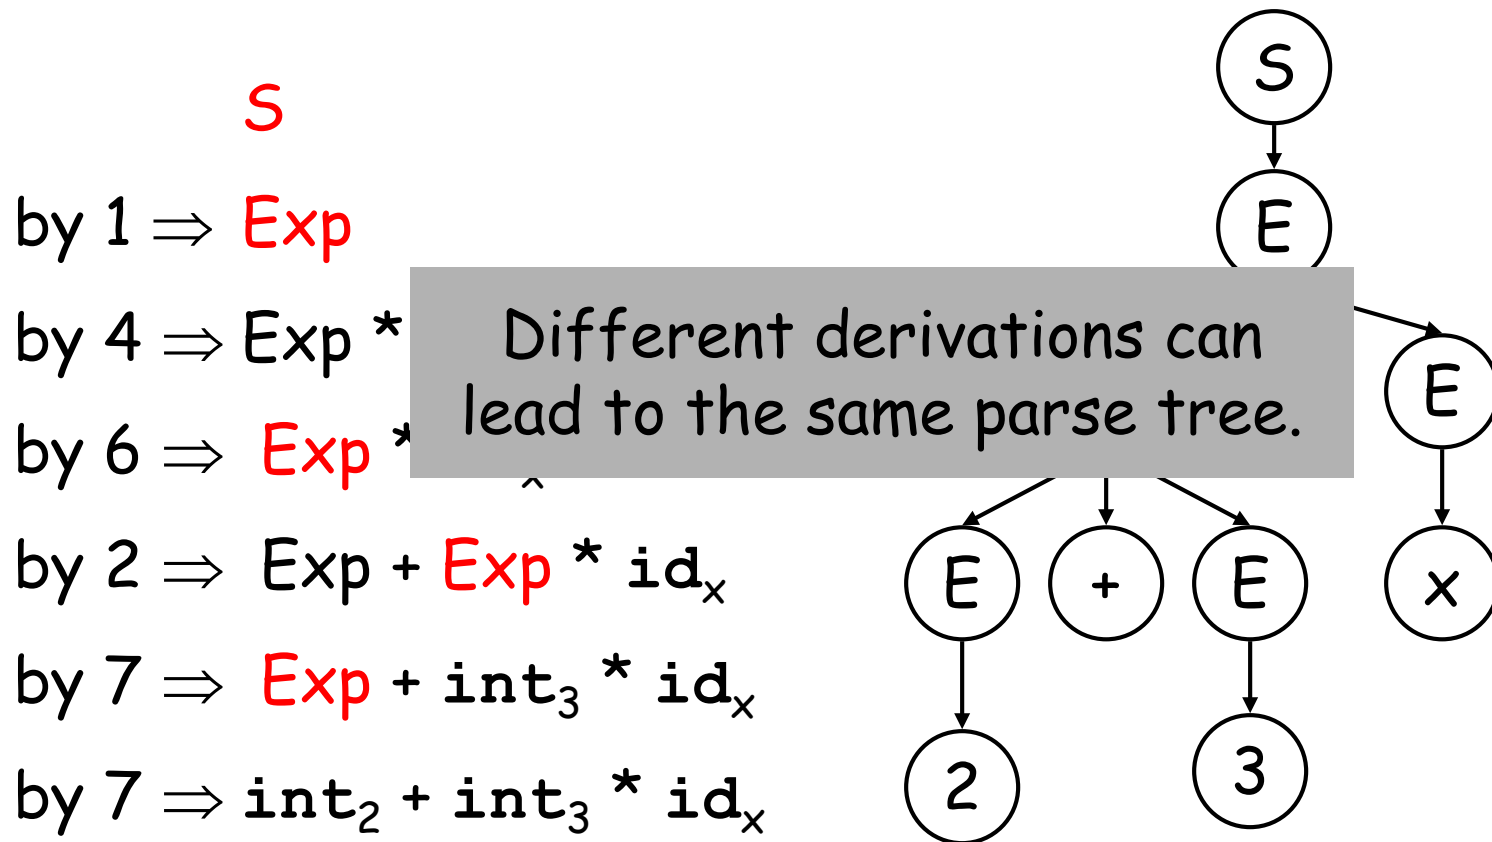 S
by 1 ⇒ Exp
by 4 ⇒ Exp *
by 6 ⇒ Exp *
by 2 ⇒ Exp + Exp * idₓ
by 7 ⇒ Exp + int₃ * idₓ
by 7 ⇒ int₂ + int₃ * idₓ
Different derivations can
lead to the same parse tree.
S
E
E
E + E x
2 3